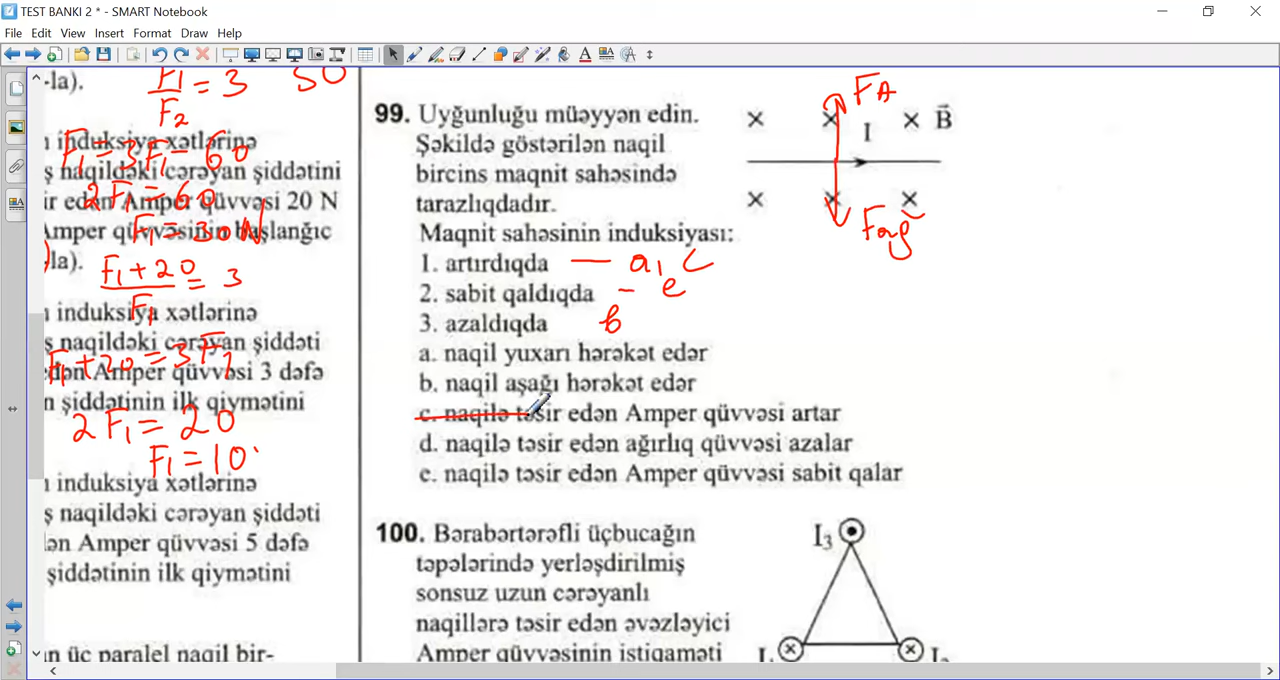 TEST BANKI 2 * - SMART Notebook
File Edit View Insert Format Draw Help
-la).
F1/F2 = 3 30
ı induksiya xətlərinə
F1 = 3F1 = 60
ş naqildəki cərəyan şiddətini
2F1 = 60
ir edən Amper qüvvəsi 20 N
F1 = 30N
Amper qüvvəsinin başlanğıc
la).
F1 + 20 / F1 = 3
ı induksiya xətlərinə
ş naqildəki cərəyan şiddəti
F1 + 20 = 3F1
edən Amper qüvvəsi 3 dəfə
n şiddətinin ilk qiymətini
2F1 = 20
F1 = 10
ı induksiya xətlərinə
ş naqildəki cərəyan şiddəti
ən Amper qüvvəsi 5 dəfə
şiddətinin ilk qiymətini
n üç paralel naqil bir-
99. Uyğunluğu müəyyən edin.
Şəkildə göstərilən naqil
bircins maqnit sahəsində
tarazlıqdadır.
Maqnit sahəsinin induksiyası:
1. artırdıqda — a, c
2. sabit qaldıqda - e
3. azaldıqda b
a. naqil yuxarı hərəkət edər
b. naqil aşağı hərəkət edər
c. naqilə təsir edən Amper qüvvəsi artar
d. naqilə təsir edən ağırlıq qüvvəsi azalar
e. naqilə təsir edən Amper qüvvəsi sabit qalar
FA
× × × B
I
× × ×
Fağ
100. Bərabərtərəfli üçbucağın
təpələrində yerləşdirilmiş
sonsuz uzun cərəyanlı
naqillərə təsir edən əvəzləyici
Amper qüvvəsinin istiqaməti
I3